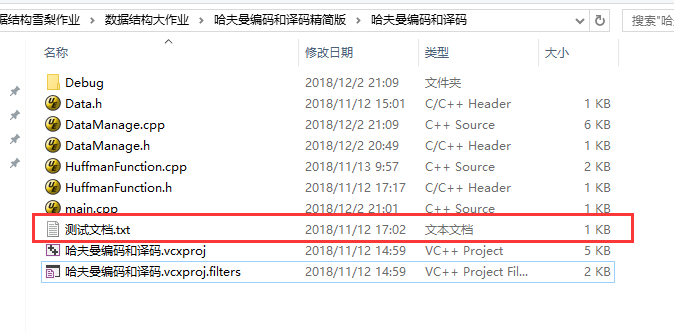 据结构雪梨作业 数据结构大作业 哈夫曼编码和译码精简版 哈夫曼编码和译码 搜索"哈
名称 修改日期 类型 大小
Debug 2018/12/2 21:09 文件夹
Data.h 2018/11/12 15:01 C/C++ Header 1 KB
DataManage.cpp 2018/12/2 21:09 C++ Source 6 KB
DataManage.h 2018/12/2 20:49 C/C++ Header 1 KB
HuffmanFunction.cpp 2018/11/13 9:57 C++ Source 2 KB
HuffmanFunction.h 2018/11/12 17:17 C/C++ Header 1 KB
main.cpp 2018/12/2 21:01 C++ Source 1 KB
测试文档.txt 2018/11/12 17:02 文本文档 1 KB
哈夫曼编码和译码.vcxproj 2018/11/12 14:59 VC++ Project 5 KB
哈夫曼编码和译码.vcxproj.filters 2018/11/12 14:59 VC++ Project Fil... 2 KB